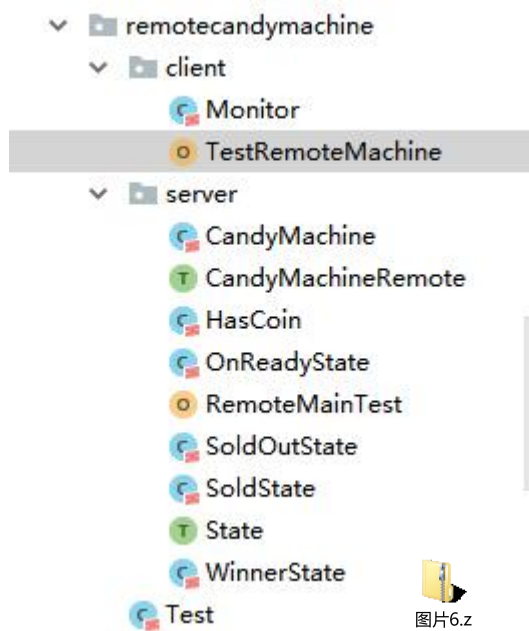 remotecandymachine
client
Monitor
TestRemoteMachine
server
CandyMachine
CandyMachineRemote
HasCoin
OnReadyState
RemoteMainTest
SoldOutState
SoldState
State
WinnerState
Test
图片6.z